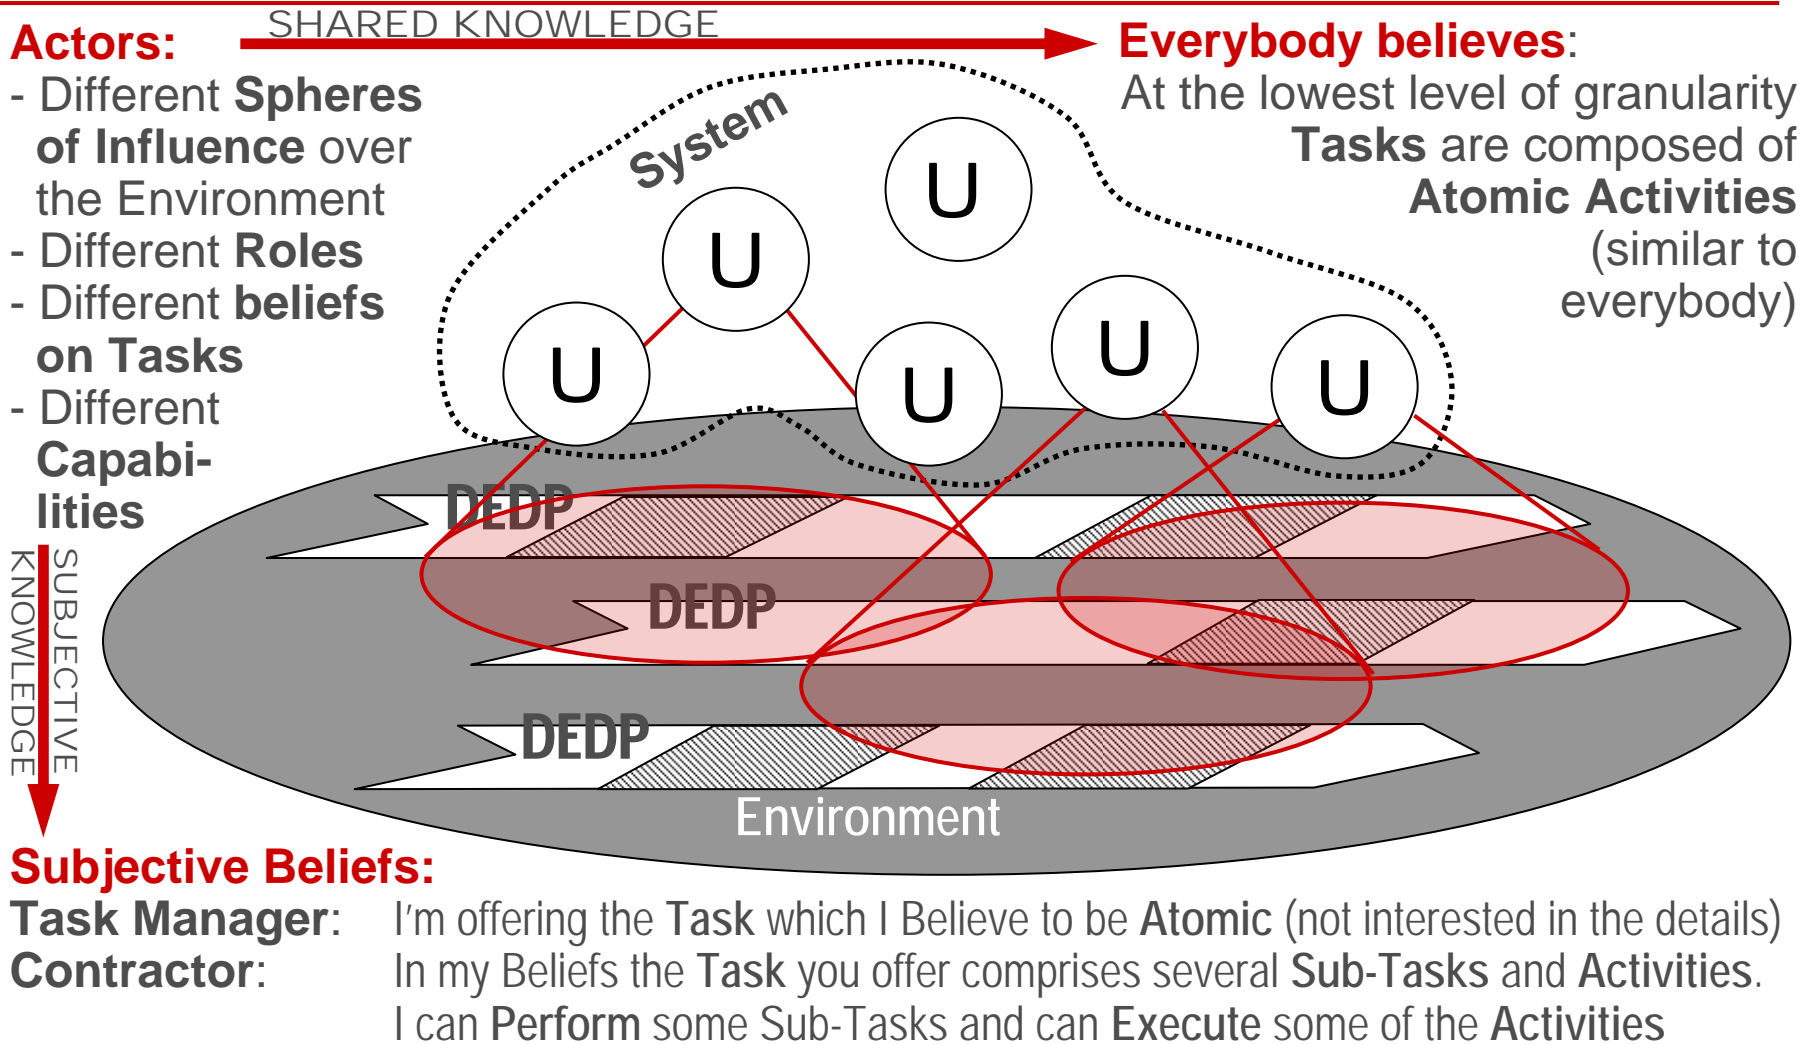 SHARED KNOWLEDGE
Actors:
- Different Spheres
of Influence over
the Environment
- Different Roles
- Different beliefs
on Tasks
- Different
Capabi-
lities
Everybody believes:
At the lowest level of granularity
Tasks are composed of
Atomic Activities
(similar to
everybody)
System
U
U
U
U
U
U
DEDP
DEDP
DEDP
Environment
SUBJECTIVE
KNOWLEDGE
Subjective Beliefs:
Task Manager: I'm offering the Task which I Believe to be Atomic (not interested in the details)
Contractor: In my Beliefs the Task you offer comprises several Sub-Tasks and Activities.
I can Perform some Sub-Tasks and can Execute some of the Activities